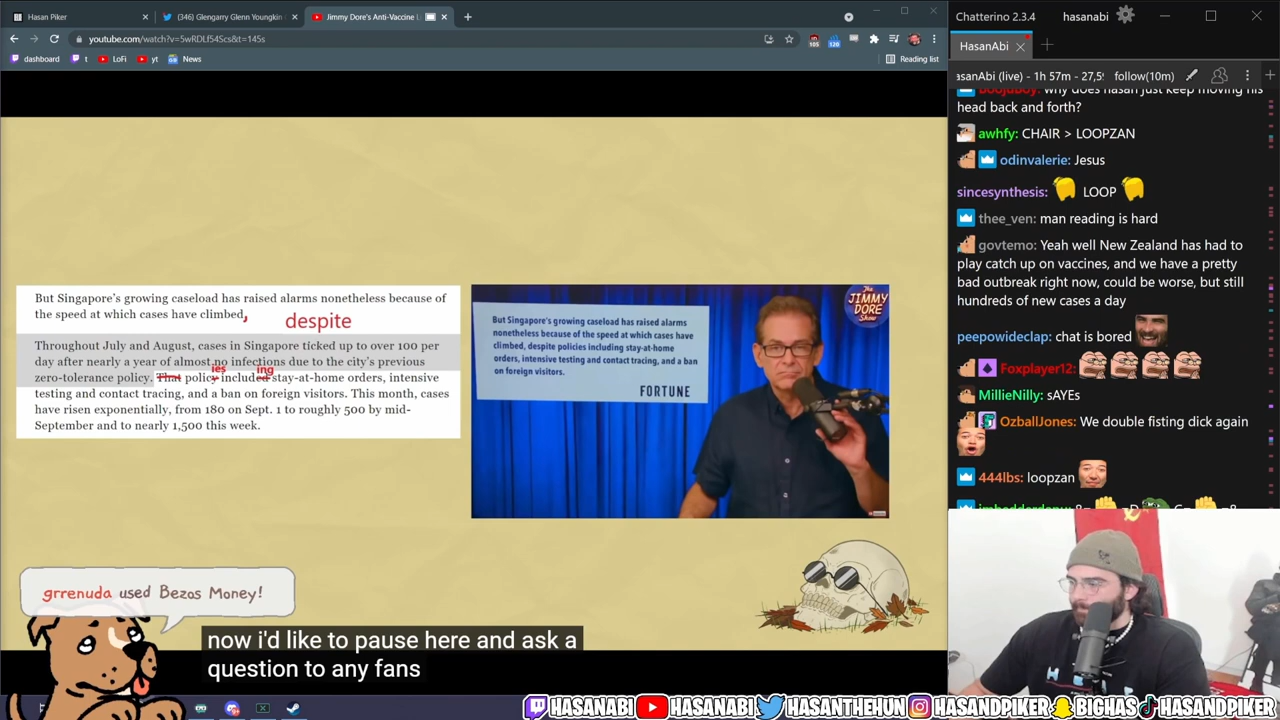 Hasan Piker
(346) Glengarry Glenn Youngkin
Jimmy Dore's Anti-Vaccine
youtube.com/watch?v=5wRDLf54Scs&t=145s
105
120
dashboard
t
LoFi
yt
News
Reading list
But Singapore's growing caseload has raised alarms nonetheless because of
the speed at which cases have climbed,
despite
Throughout July and August, cases in Singapore ticked up to over 100 per
day after nearly a year of almost no infections due to the city's previous
ies ing
zero-tolerance policy. That policy included stay-at-home orders, intensive
testing and contact tracing, and a ban on foreign visitors. This month, cases
have risen exponentially, from 180 on Sept. 1 to roughly 500 by mid-
September and to nearly 1,500 this week.
But Singapore's growing caseload has raised alarms
nonetheless because of the speed at which cases have
climbed, despite policies including stay-at-home
orders, intensive testing and contact tracing, and a ban
on foreign visitors.
FORTUNE
THE
JIMMY
DORE
SHOW
grrenuda used Bezos Money!
now i'd like to pause here and ask a
question to any fans
Chatterino 2.3.4
hasanabi
HasanAbi
asanAbi (live) - 1h 57m - 27,5
follow(10m)
why does hasan just keep moving his
head back and forth?
awhfy: CHAIR > LOOPZAN
odinvalerie: Jesus
sincesynthesis: LOOP
thee_ven: man reading is hard
govtemo: Yeah well New Zealand has had to
play catch up on vaccines, and we have a pretty
bad outbreak right now, could be worse, but still
hundreds of new cases a day
peepowideclap: chat is bored
Foxplayer12:
MillieNilly: sAYEs
OzballJones: We double fisting dick again
444lbs: loopzan
HASANABI
HASANABI
HASANTHEHUN
HASANDPIKER
BIGHAS
HASANDPIKER